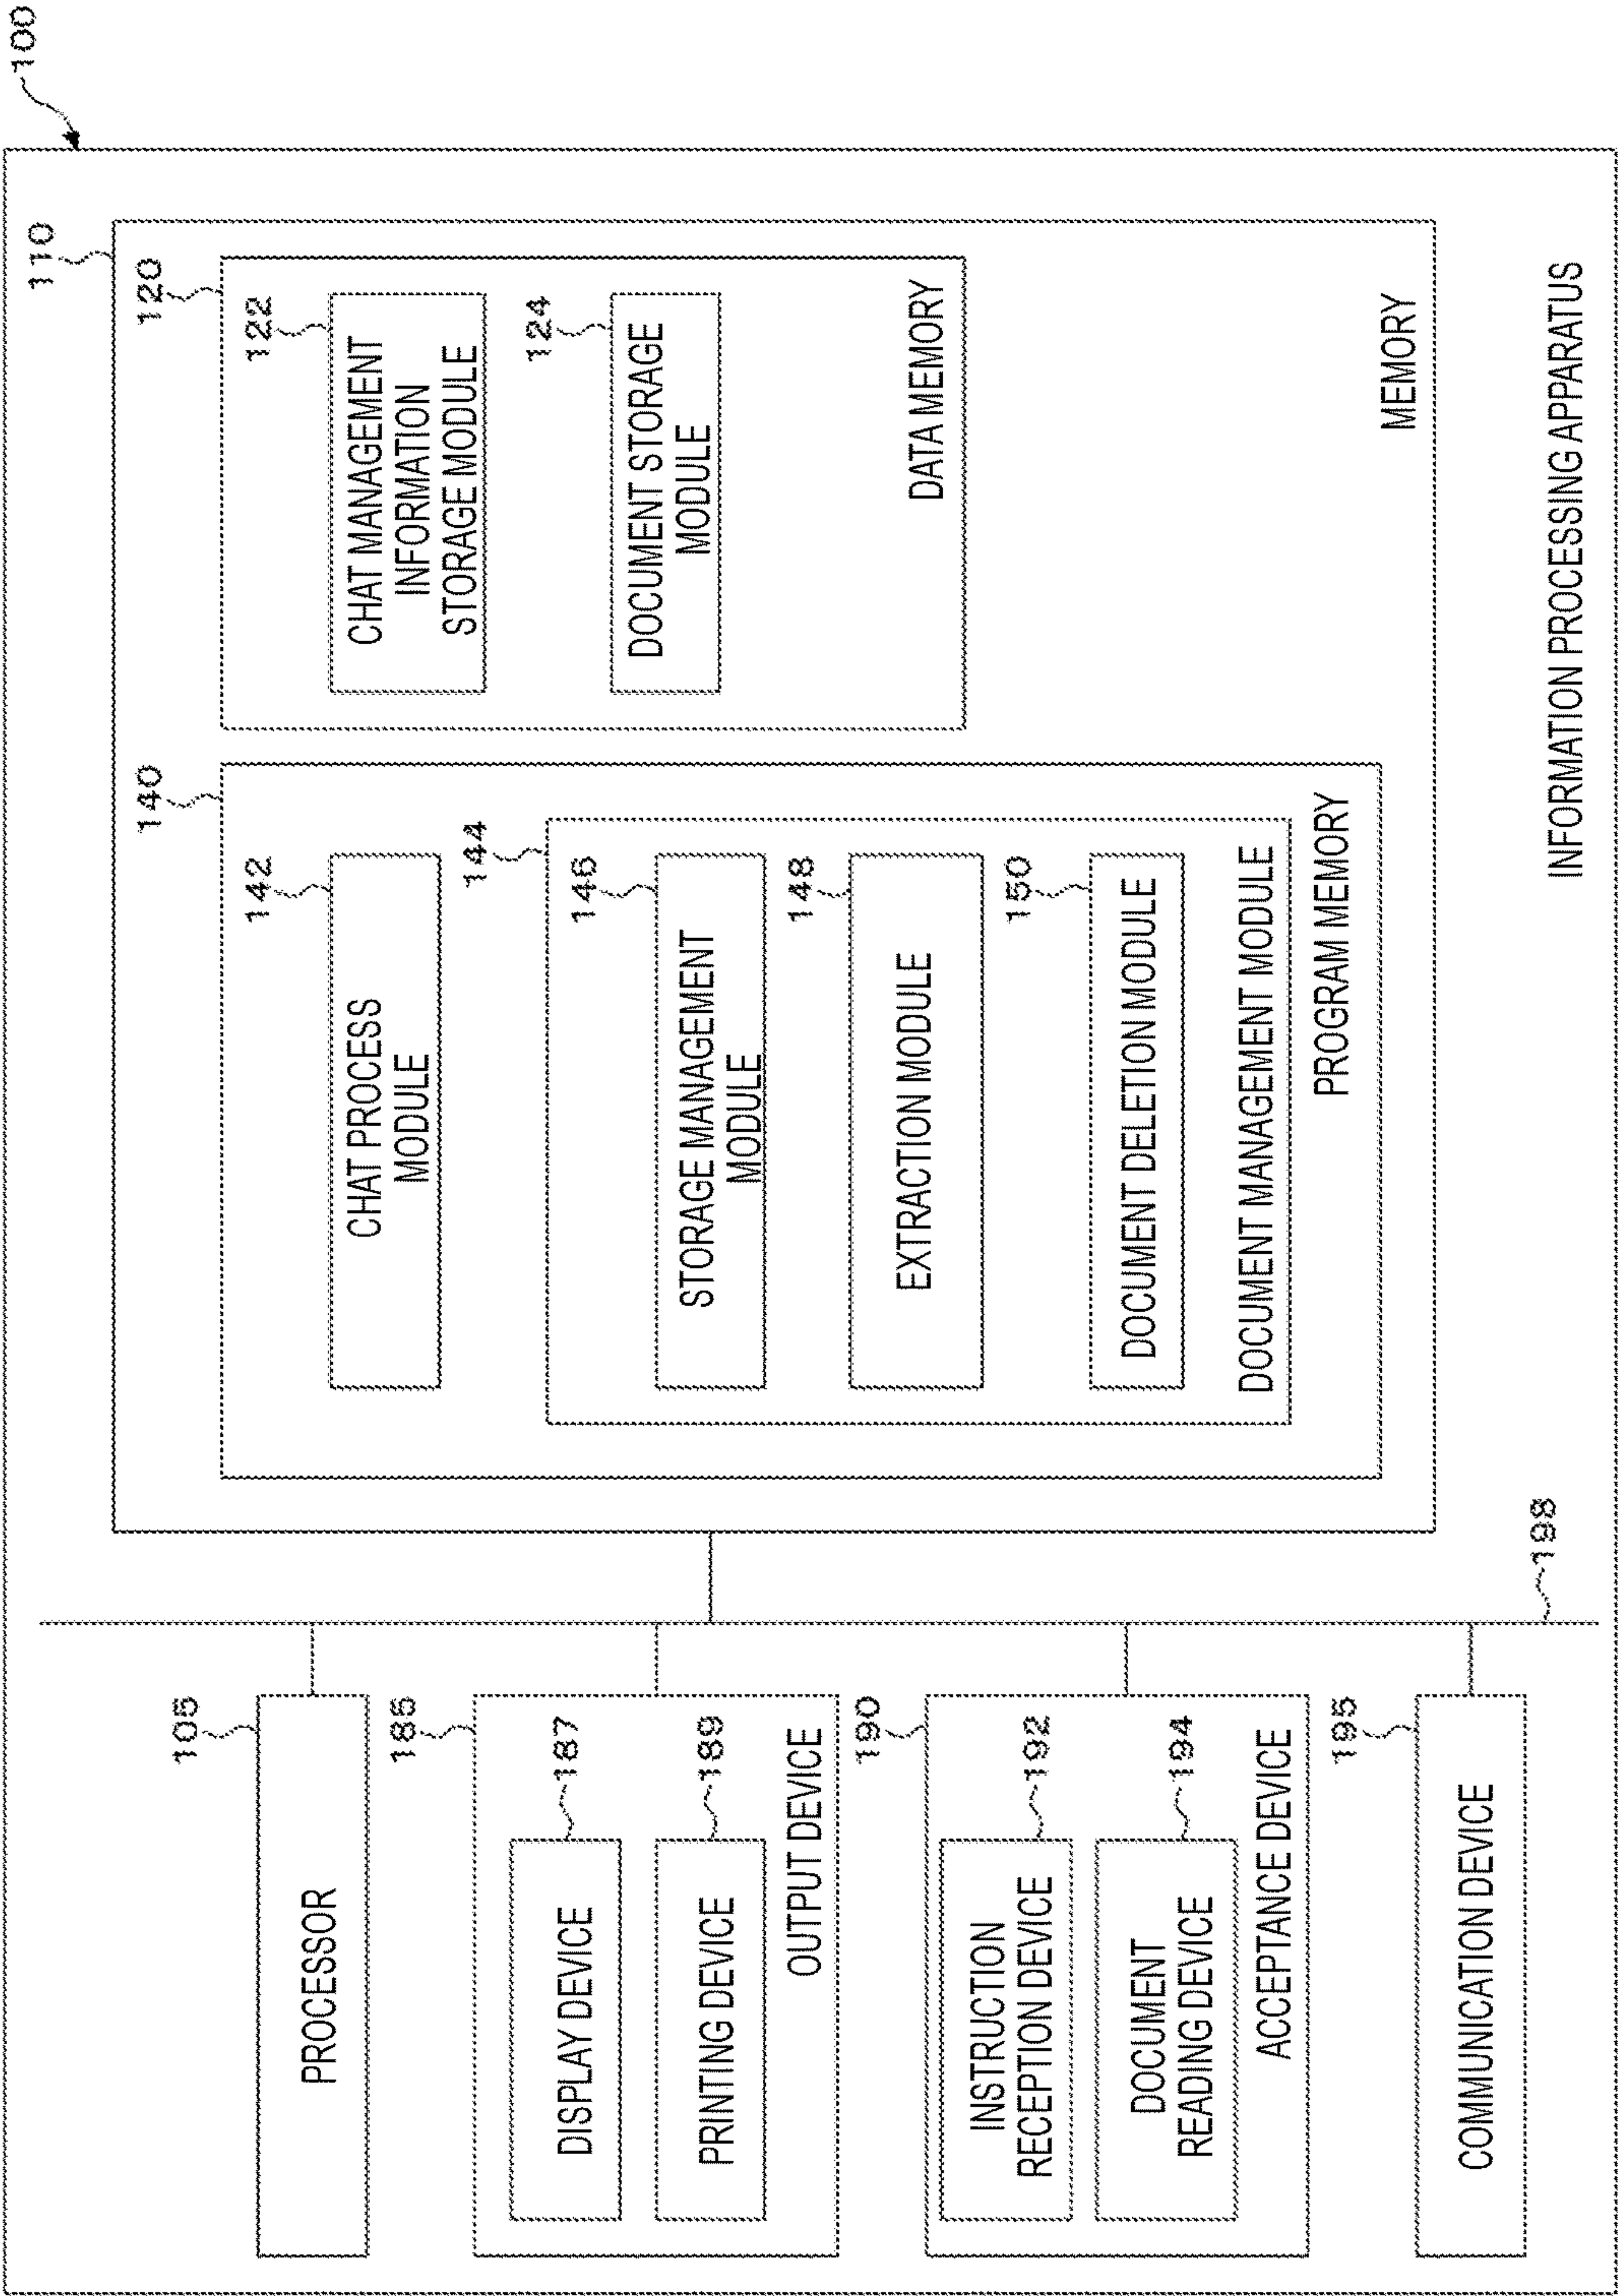 100
105
PROCESSOR
185
187
DISPLAY DEVICE
189
PRINTING DEVICE
OUTPUT DEVICE
190
192
INSTRUCTION
RECEPTION DEVICE
194
DOCUMENT
READING DEVICE
ACCEPTANCE DEVICE
195
COMMUNICATION DEVICE
198
110
140
142
CHAT PROCESS
MODULE
144
146
STORAGE MANAGEMENT
MODULE
148
EXTRACTION MODULE
150
DOCUMENT DELETION MODULE
DOCUMENT MANAGEMENT MODULE
PROGRAM MEMORY
120
122
CHAT MANAGEMENT
INFORMATION
STORAGE MODULE
124
DOCUMENT STORAGE
MODULE
DATA MEMORY
MEMORY
INFORMATION PROCESSING APPARATUS